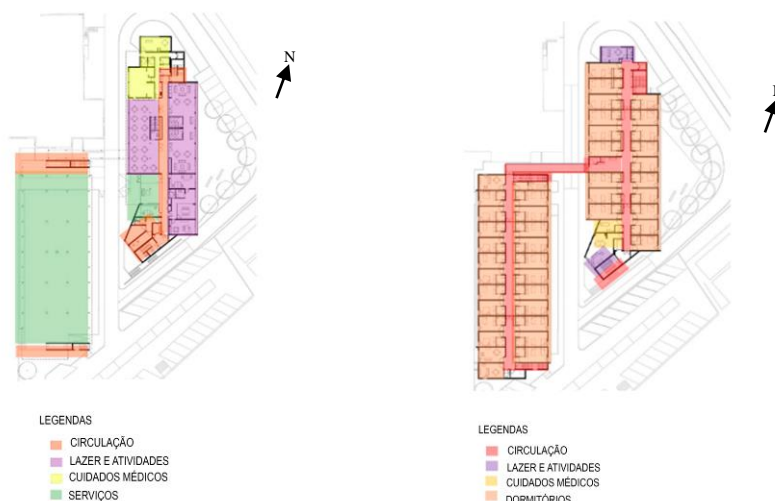 N
LEGENDAS
CIRCULAÇÃO
LAZER E ATIVIDADES
CUIDADOS MÉDICOS
SERVIÇOS
LEGENDAS
CIRCULAÇÃO
LAZER E ATIVIDADES
CUIDADOS MÉDICOS
DORMITÓRIOS